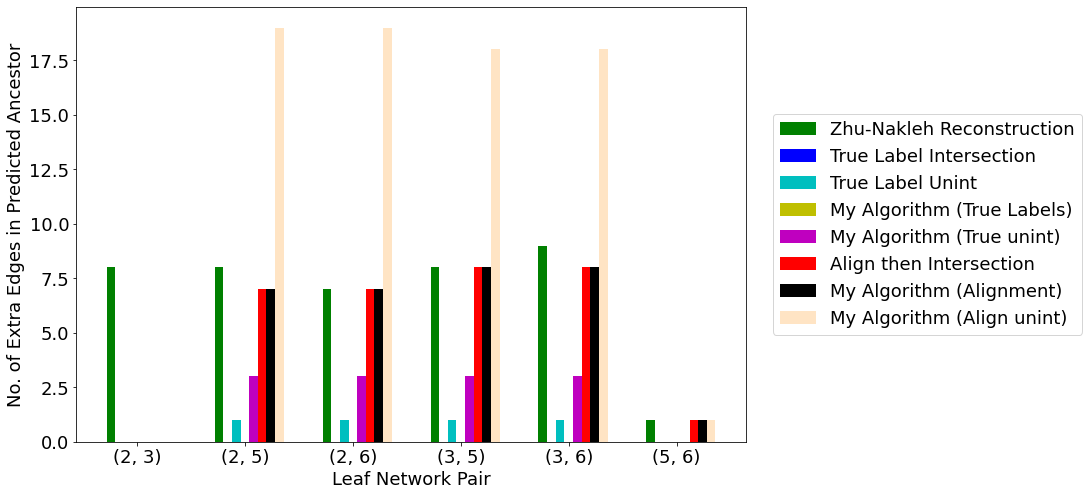 No. of Extra Edges in Predicted Ancestor
17.5
15.0
12.5
10.0
7.5
5.0
2.5
0.0
(2, 3)
(2, 5)
(2, 6)
(3, 5)
(3, 6)
(5, 6)
Leaf Network Pair
Zhu-Nakleh Reconstruction
True Label Intersection
True Label Unint
My Algorithm (True Labels)
My Algorithm (True unint)
Align then Intersection
My Algorithm (Alignment)
My Algorithm (Align unint)